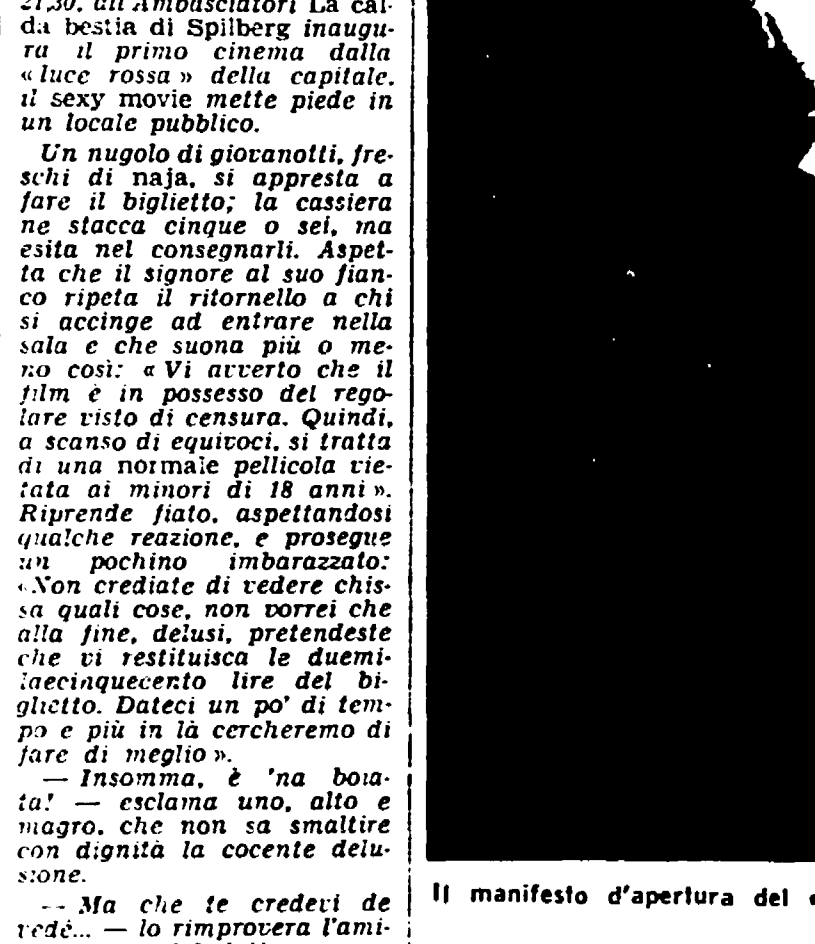 21,30, all'Ambasciatori La cal-
da bestia di Spilberg inaugu-
ra il primo cinema dalla
« luce rossa » della capitale.
il sexy movie mette piede in
un locale pubblico.
Un nugolo di giovanotti, fre-
schi di naja, si appresta a
fare il biglietto; la cassiera
ne stacca cinque o sei, ma
esita nel consegnarli. Aspet-
ta che il signore al suo fian-
co ripeta il ritornello a chi
si accinge ad entrare nella
sala e che suona più o me-
no così: « Vi avverto che il
film è in possesso del rego-
lare visto di censura. Quindi,
a scanso di equivoci, si tratta
di una normale pellicola vie-
tata ai minori di 18 anni ».
Riprende fiato, aspettandosi
qualche reazione, e prosegue
un pochino imbarazzato:
«Non crediate di vedere chis-
sa quali cose, non vorrei che
alla fine, delusi, pretendeste
che vi restituisca le duemi-
laecinquecento lire del bi-
glietto. Dateci un po' di tem-
po e più in là cercheremo di
fare di meglio ».
— Insomma, è 'na boia-
ta! — esclama uno, alto e
magro, che non sa smaltire
con dignità la cocente delu-
sione.
— Ma che te credevi de
vedé... — lo rimprovera l'ami-
Il manifesto d'apertura del «